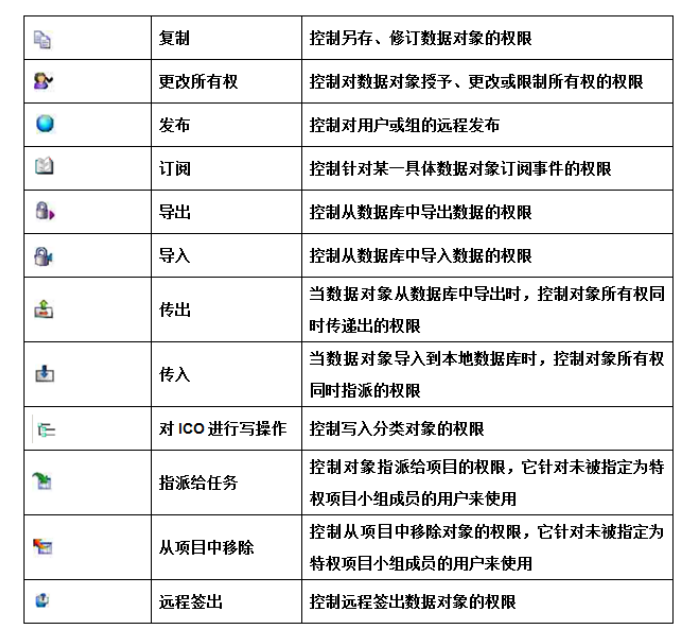 复制
控制另存、修订数据对象的权限
更改所有权
控制对数据对象授予、更改或限制所有权的权限
发布
控制对用户或组的远程发布
订阅
控制针对某一具体数据对象订阅事件的权限
导出
控制从数据库中导出数据的权限
导入
控制从数据库中导入数据的权限
传出
当数据对象从数据库中导出时，控制对象所有权同
时传递出的权限
传入
当数据对象导入到本地数据库时，控制对象所有权
同时指派的权限
对 ICO 进行写操作
控制写入分类对象的权限
指派给任务
控制对象指派给项目的权限，它针对未被指定为特
权项目小组成员的用户来使用
从项目中移除
控制从项目中移除对象的权限，它针对未被指定为
特权项目小组成员的用户来使用
远程签出
控制远程签出数据对象的权限